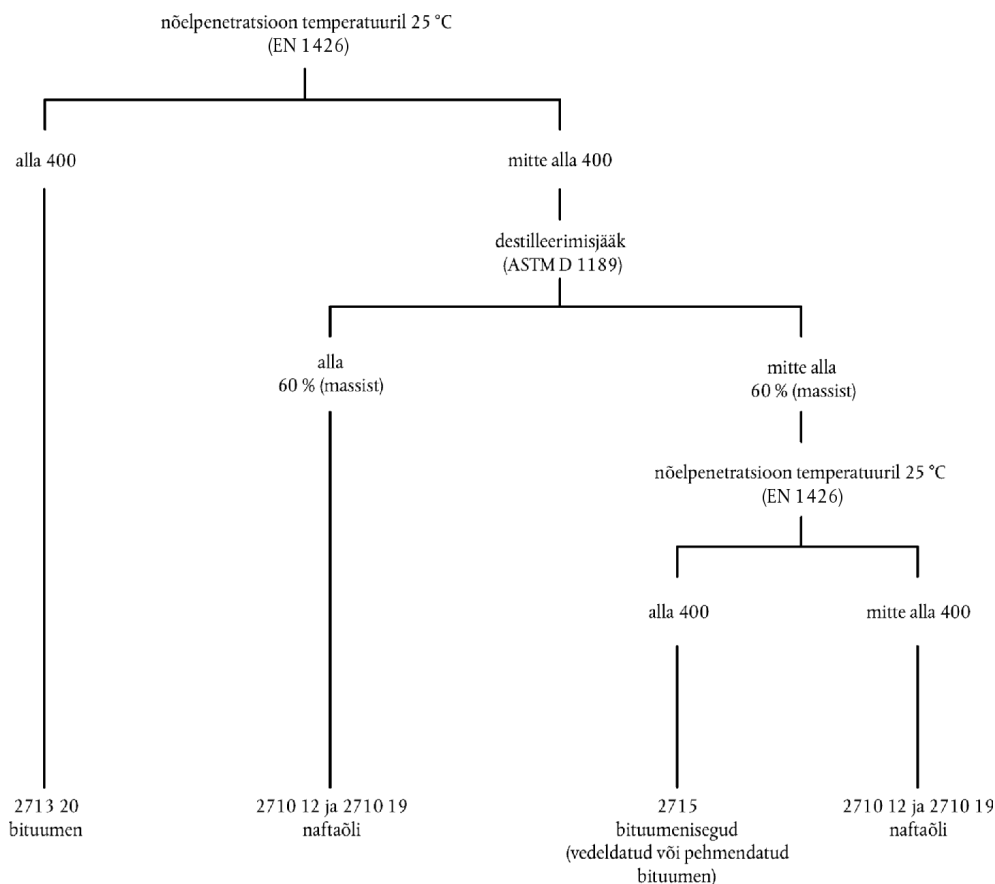 nõelpenetratsioon temperatuuril 25 °C
(EN 1426)
alla 400
mitte alla 400
destilleerimisjääk
(ASTM D 1189)
alla
60 % (massist)
mitte alla
60 % (massist)
nõelpenetratsioon temperatuuril 25 °C
(EN 1426)
alla 400
mitte alla 400
2713 20
bituumen
2710 12 ja 2710 19
naftaõli
2715
bituumenisegud
(vedeldatud või pehmendatud
bituumen)
2710 12 ja 2710 19
naftaõli